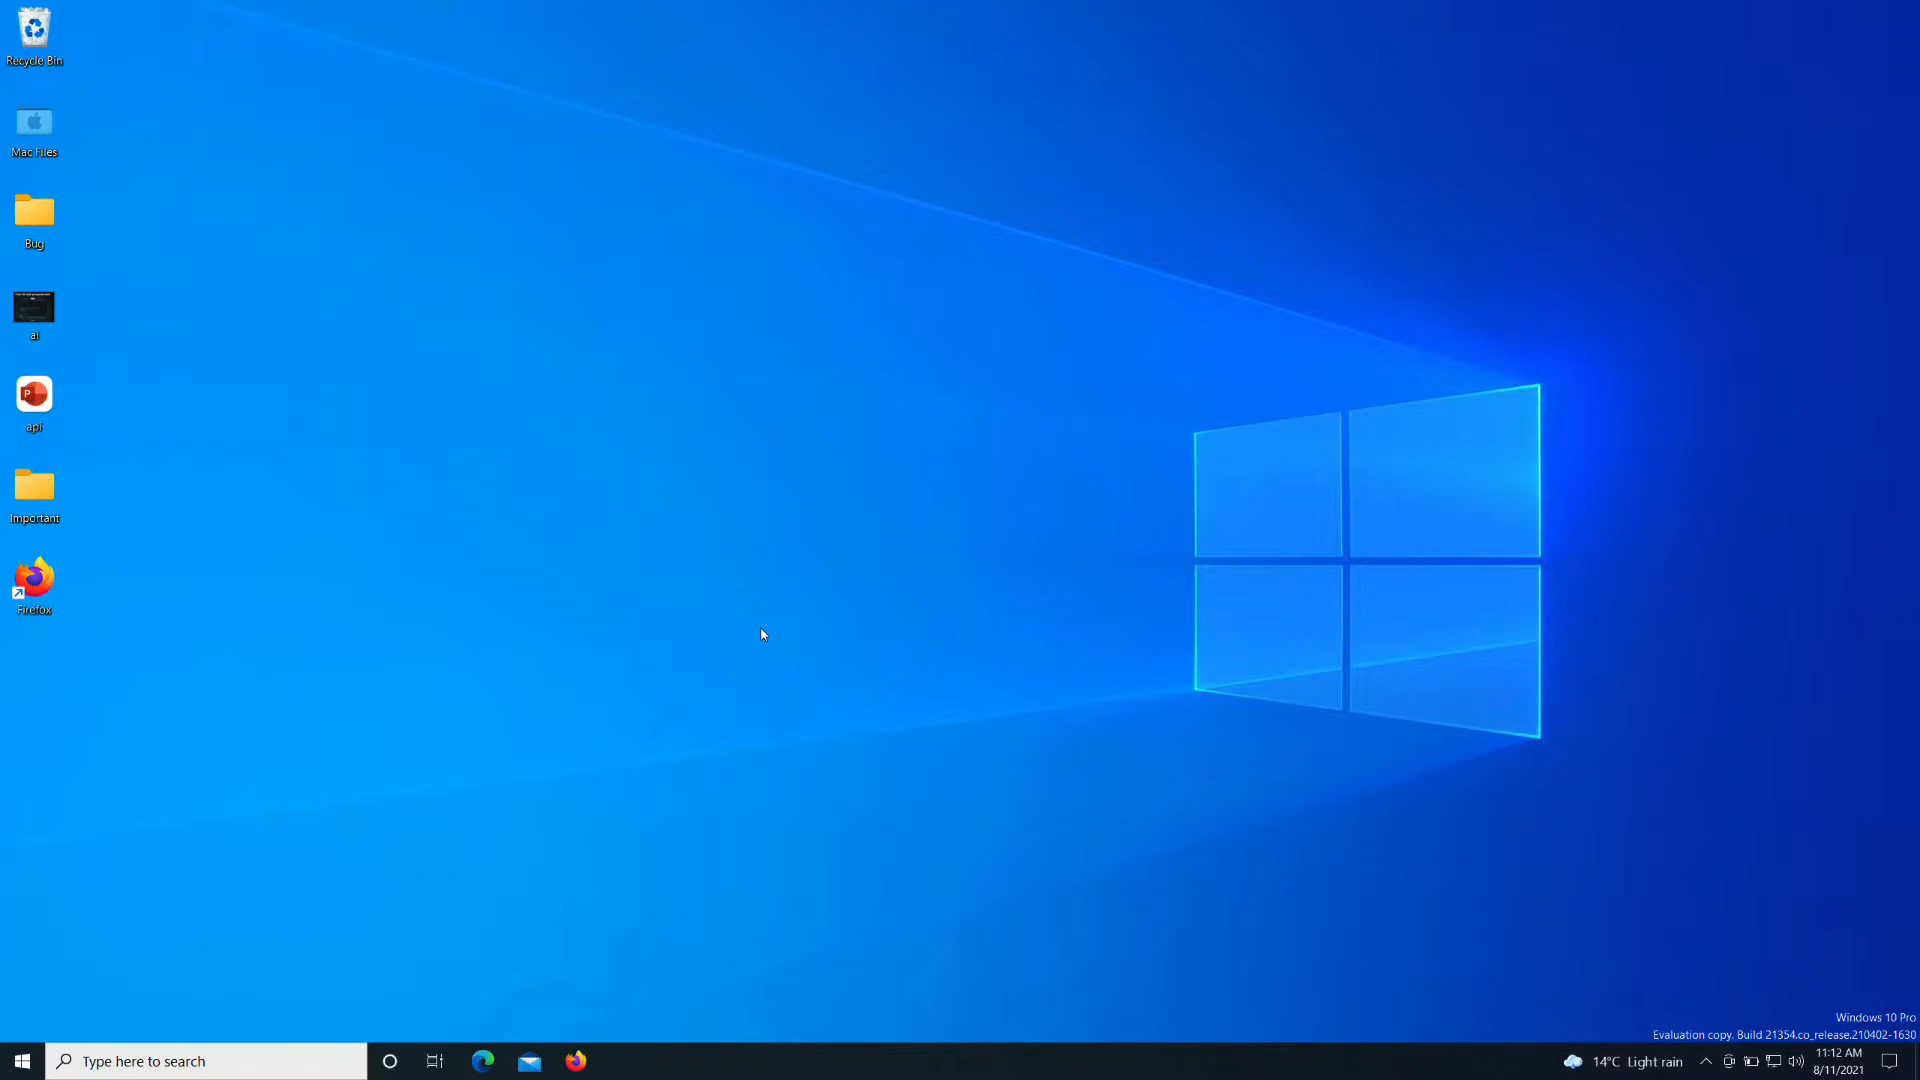 Recycle Bin
Mac Files
Bug
ai
api
Important
Firefox
Windows 10 Pro
Evaluation copy. Build 21354.co_release.210402-1630
Type here to search
14°C Light rain
11:12 AM
8/11/2021